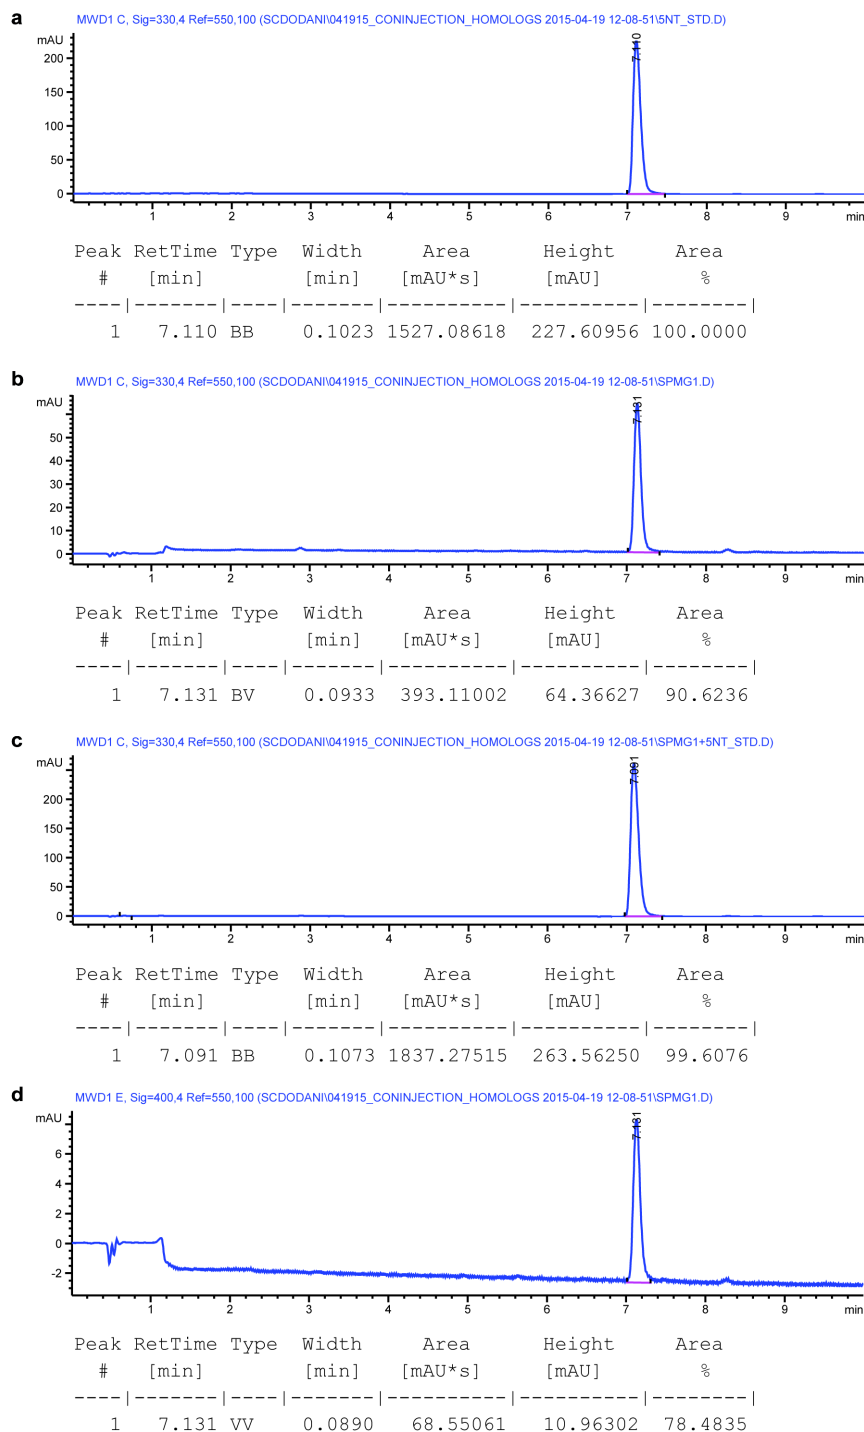 a
MWD1 C, Sig=330,4 Ref=550,100 (SCDODANI\041915_CONINJECTION_HOMOLOGS 2015-04-19 12-08-51\5NT_STD.D)
mAU
7.110
200
150
100
50
0
1 2 3 4 5 6 7 8 9 min
Peak RetTime Type Width Area Height Area
# [min] [min] [mAU*s] [mAU] %
----|-------|----|-------|----------|----------|--------|
1 7.110 BB 0.1023 1527.08618 227.60956 100.0000
b
MWD1 C, Sig=330,4 Ref=550,100 (SCDODANI\041915_CONINJECTION_HOMOLOGS 2015-04-19 12-08-51\SPMG1.D)
mAU
7.131
50
40
30
20
10
0
1 2 3 4 5 6 7 8 9 min
Peak RetTime Type Width Area Height Area
# [min] [min] [mAU*s] [mAU] %
----|-------|----|-------|----------|----------|--------|
1 7.131 BV 0.0933 393.11002 64.36627 90.6236
c
MWD1 C, Sig=330,4 Ref=550,100 (SCDODANI\041915_CONINJECTION_HOMOLOGS 2015-04-19 12-08-51\SPMG1+5NT_STD.D)
mAU
7.091
200
150
100
50
0
1 2 3 4 5 6 7 8 9 min
Peak RetTime Type Width Area Height Area
# [min] [min] [mAU*s] [mAU] %
----|-------|----|-------|----------|----------|--------|
1 7.091 BB 0.1073 1837.27515 263.56250 99.6076
d
MWD1 E, Sig=400,4 Ref=550,100 (SCDODANI\041915_CONINJECTION_HOMOLOGS 2015-04-19 12-08-51\SPMG1.D)
mAU
7.131
6
4
2
0
-2
1 2 3 4 5 6 7 8 9 min
Peak RetTime Type Width Area Height Area
# [min] [min] [mAU*s] [mAU] %
----|-------|----|-------|----------|----------|--------|
1 7.131 VV 0.0890 68.55061 10.96302 78.4835